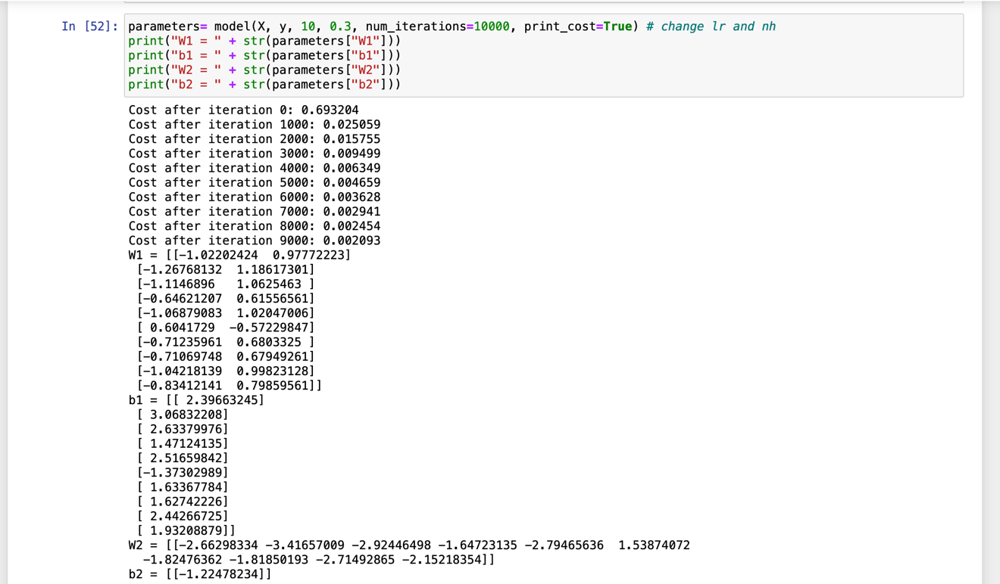 In [52]: parameters= model(X, y, 10, 0.3, num_iterations=10000, print_cost=True) # change lr and nh
print("W1 = " + str(parameters["W1"]))
print("b1 = " + str(parameters["b1"]))
print("W2 = " + str(parameters["W2"]))
print("b2 = " + str(parameters["b2"]))
Cost after iteration 0: 0.693204
Cost after iteration 1000: 0.025059
Cost after iteration 2000: 0.015755
Cost after iteration 3000: 0.009499
Cost after iteration 4000: 0.006349
Cost after iteration 5000: 0.004659
Cost after iteration 6000: 0.003628
Cost after iteration 7000: 0.002941
Cost after iteration 8000: 0.002454
Cost after iteration 9000: 0.002093
W1 = [[-1.02202424  0.97772223]
 [-1.26768132  1.18617301]
 [-1.1146896   1.0625463 ]
 [-0.64621207  0.61556561]
 [-1.06879083  1.02047006]
 [ 0.6041729  -0.57229847]
 [-0.71235961  0.6803325 ]
 [-0.71069748  0.67949261]
 [-1.04218139  0.99823128]
 [-0.83412141  0.79859561]]
b1 = [[ 2.39663245]
 [ 3.06832208]
 [ 2.63379976]
 [ 1.47124135]
 [ 2.51659842]
 [-1.37302989]
 [ 1.63367784]
 [ 1.62742226]
 [ 2.44266725]
 [ 1.93208879]]
W2 = [[-2.66298334 -3.41657009 -2.92446498 -1.64723135 -2.79465636  1.53874072
  -1.82476362 -1.81850193 -2.71492865 -2.15218354]]
b2 = [[-1.22478234]]